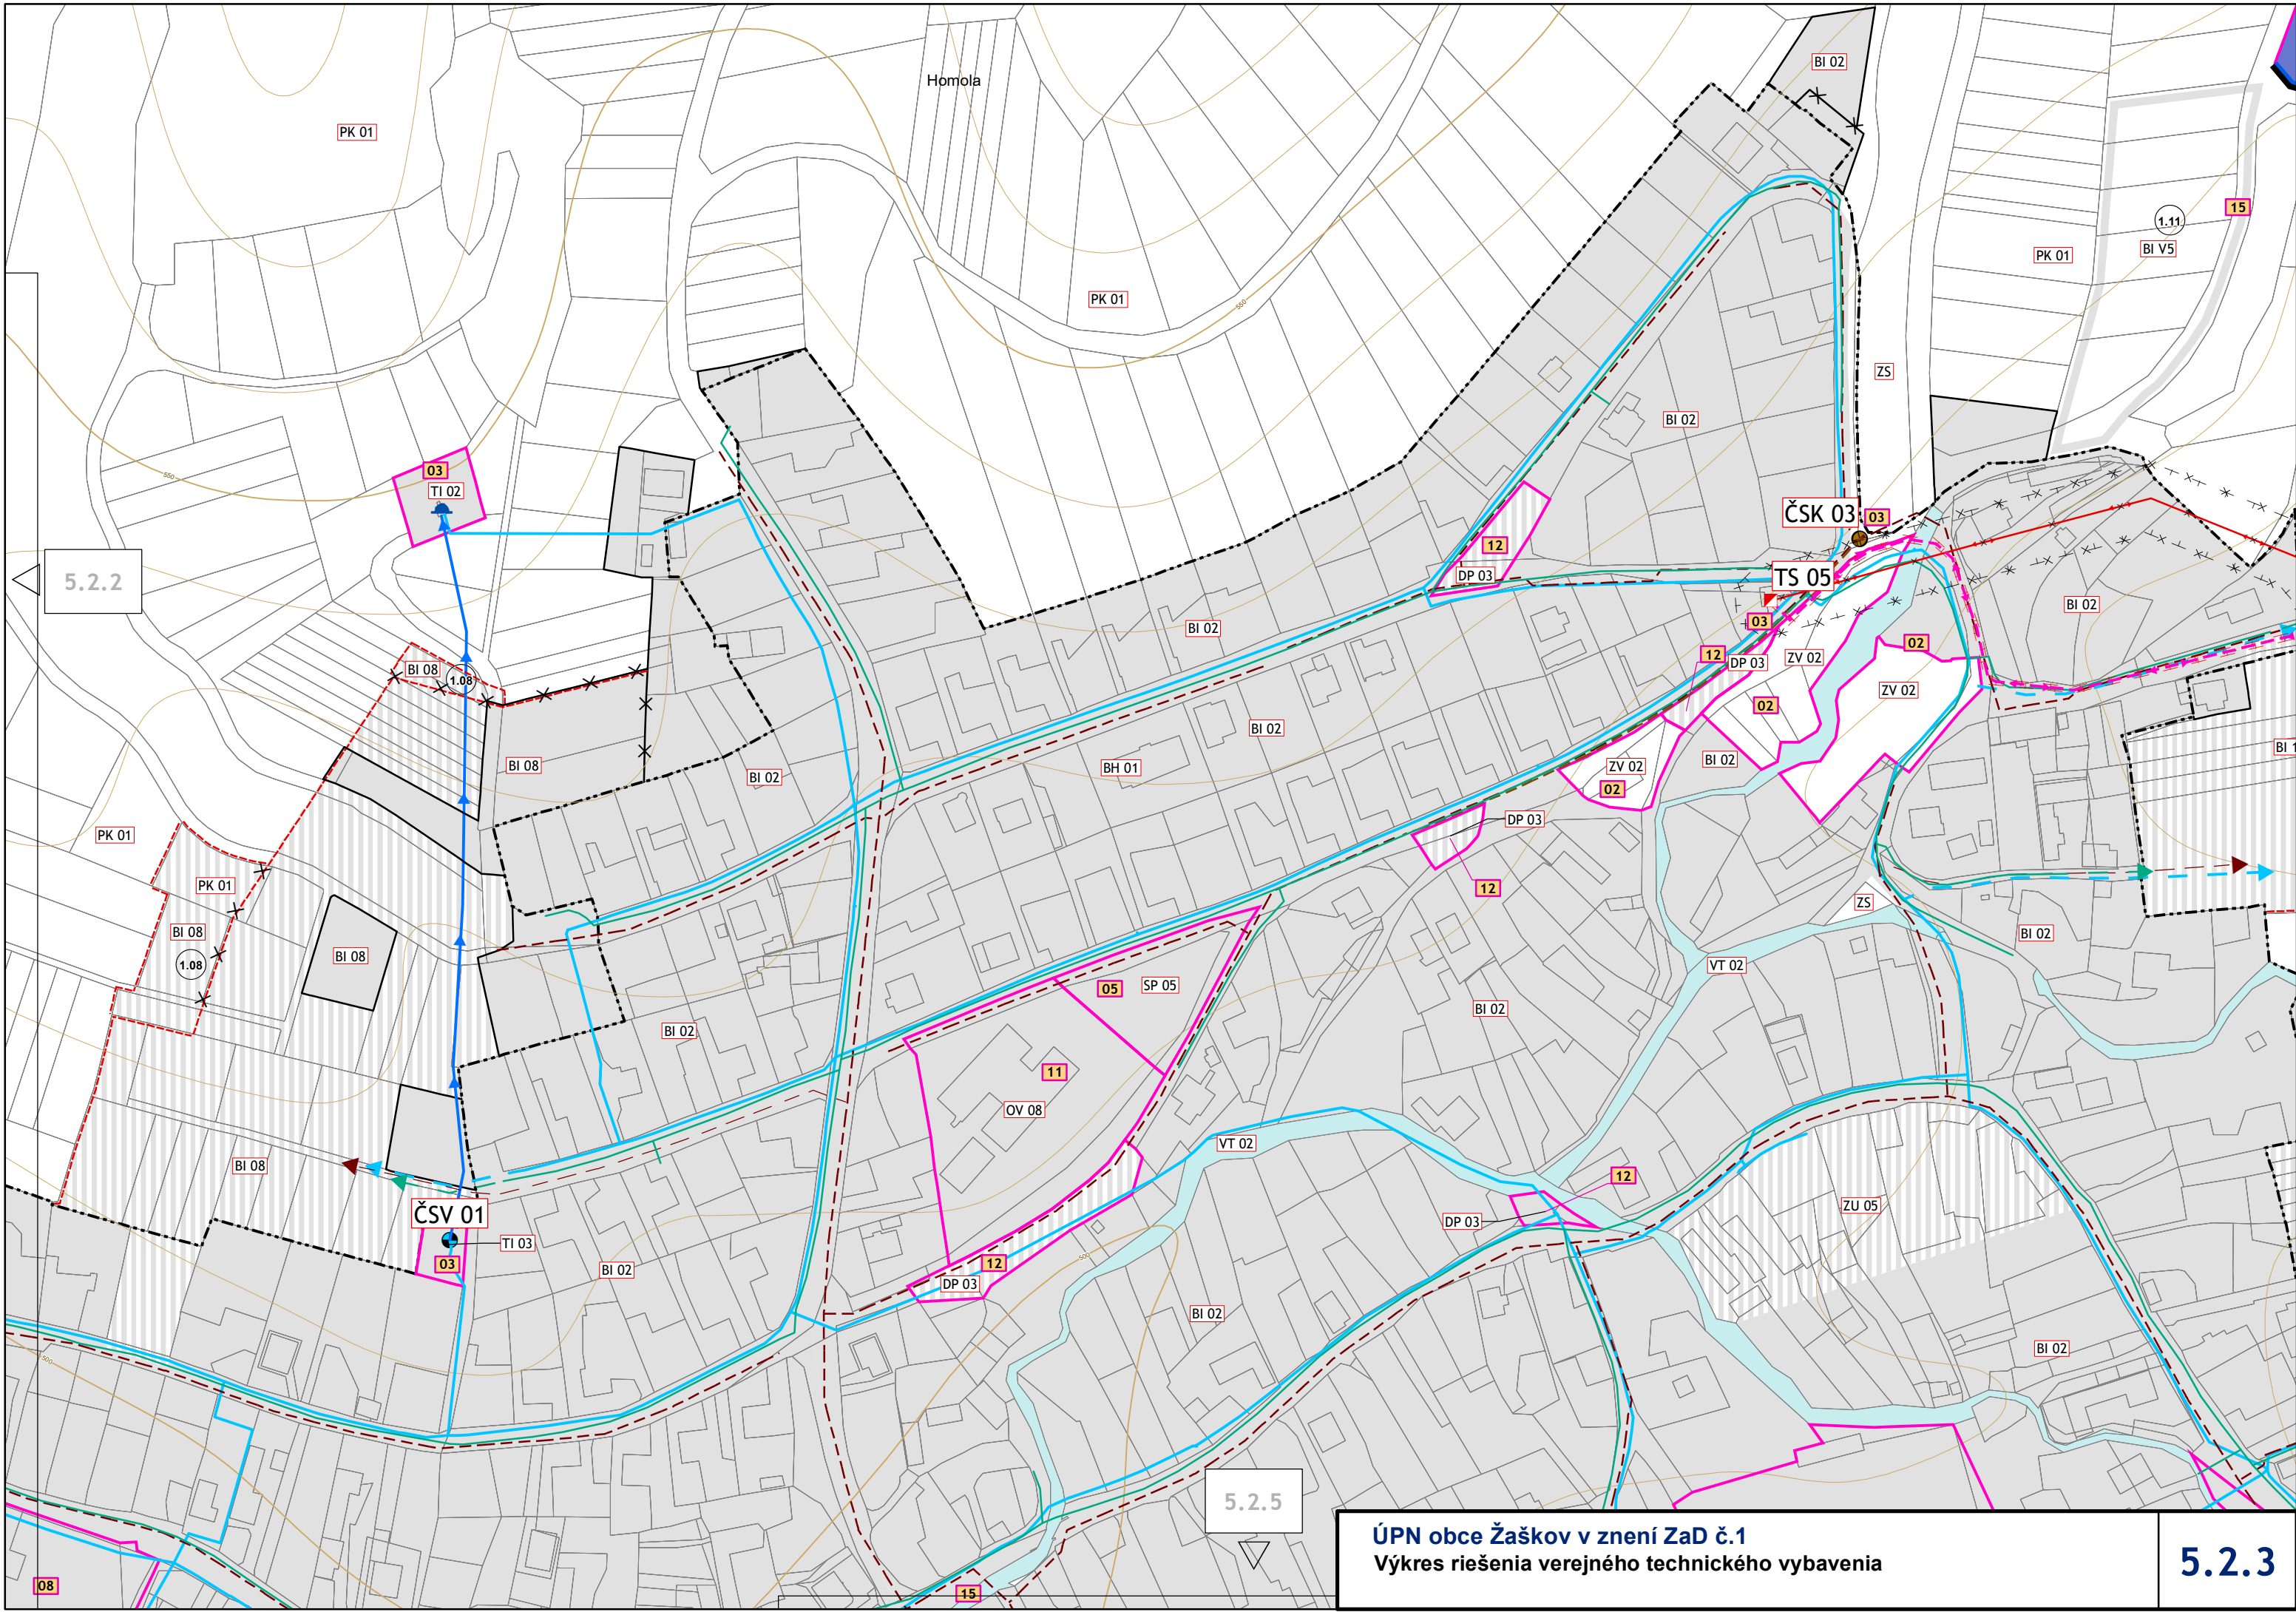 Homola
BI 02
PK 01
15
1.11
PK 01
BI V5
PK 01
550
ZS
BI 02
03
TI 02
550
ČSK 03
03
12
DP 03
TS 05
5.2.2
BI 02
03
BI 02
02
12
DP 03
ZV 02
BI 08
1.08
ZV 02
02
BI 02
BI 08
BI 02
BH 01
ZV 02
BI 02
02
DP 03
PK 01
12
PK 01
BI 08
1.08
BI 08
ZS
BI 02
VT 02
05
SP 05
BI 02
BI 02
11
OV 08
VT 02
BI 08
12
DP 03
ZU 05
ČSV 01
TI 03
03
BI 02
500
12
DP 03
BI 02
BI 02
500
5.2.5
ÚPN obce Žaškov v znení ZaD č.1
Výkres riešenia verejného technického vybavenia
5.2.3
08
15